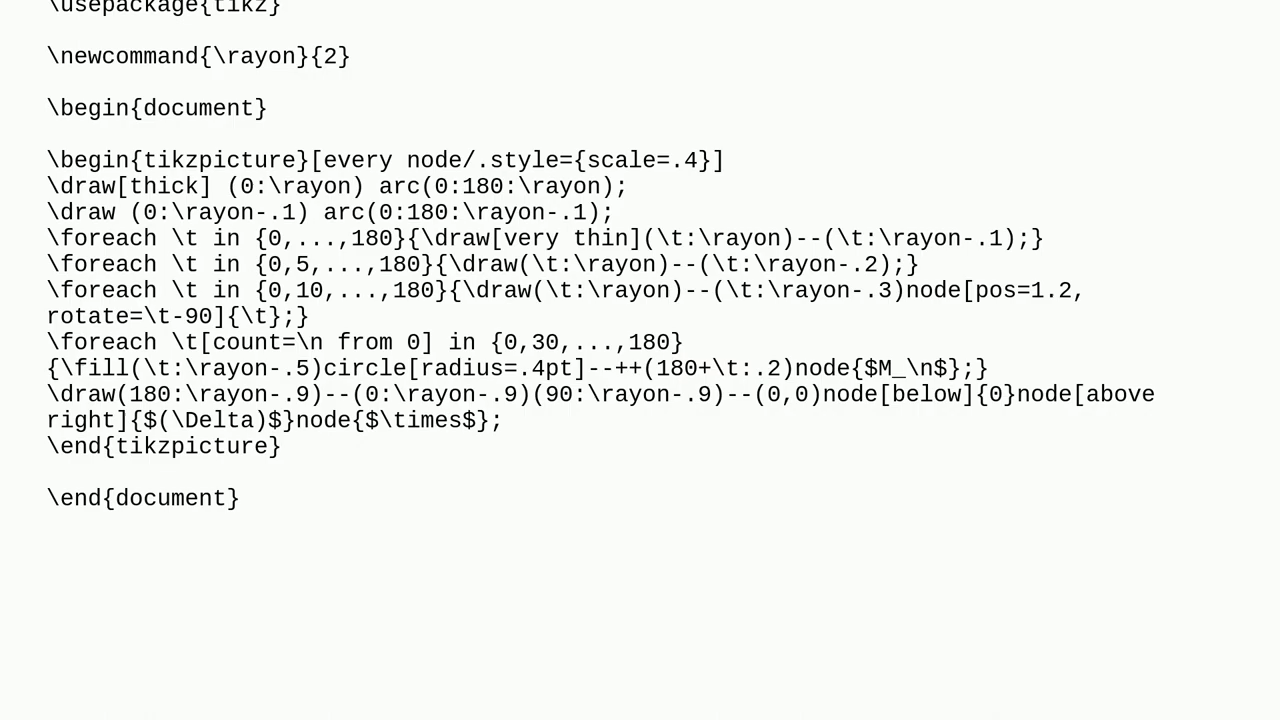 \usepackage{tikz}
\newcommand{\rayon}{2}
\begin{document}
\begin{tikzpicture}[every node/.style={scale=.4}]
\draw[thick] (0:\rayon) arc(0:180:\rayon);
\draw (0:\rayon-.1) arc(0:180:\rayon-.1);
\foreach \t in {0,...,180}{\draw[very thin](\t:\rayon)--(\t:\rayon-.1);}
\foreach \t in {0,5,...,180}{\draw(\t:\rayon)--(\t:\rayon-.2);}
\foreach \t in {0,10,...,180}{\draw(\t:\rayon)--(\t:\rayon-.3)node[pos=1.2,
rotate=\t-90]{\t};}
\foreach \t[count=\n from 0] in {0,30,...,180}
{\fill(\t:\rayon-.5)circle[radius=.4pt]--++(180+\t:.2)node{$M_\n$};}
\draw(180:\rayon-.9)--(0:\rayon-.9)(90:\rayon-.9)--(0,0)node[below]{0}node[above
right]{$(\Delta)$}node{$\times$};
\end{tikzpicture}
\end{document}